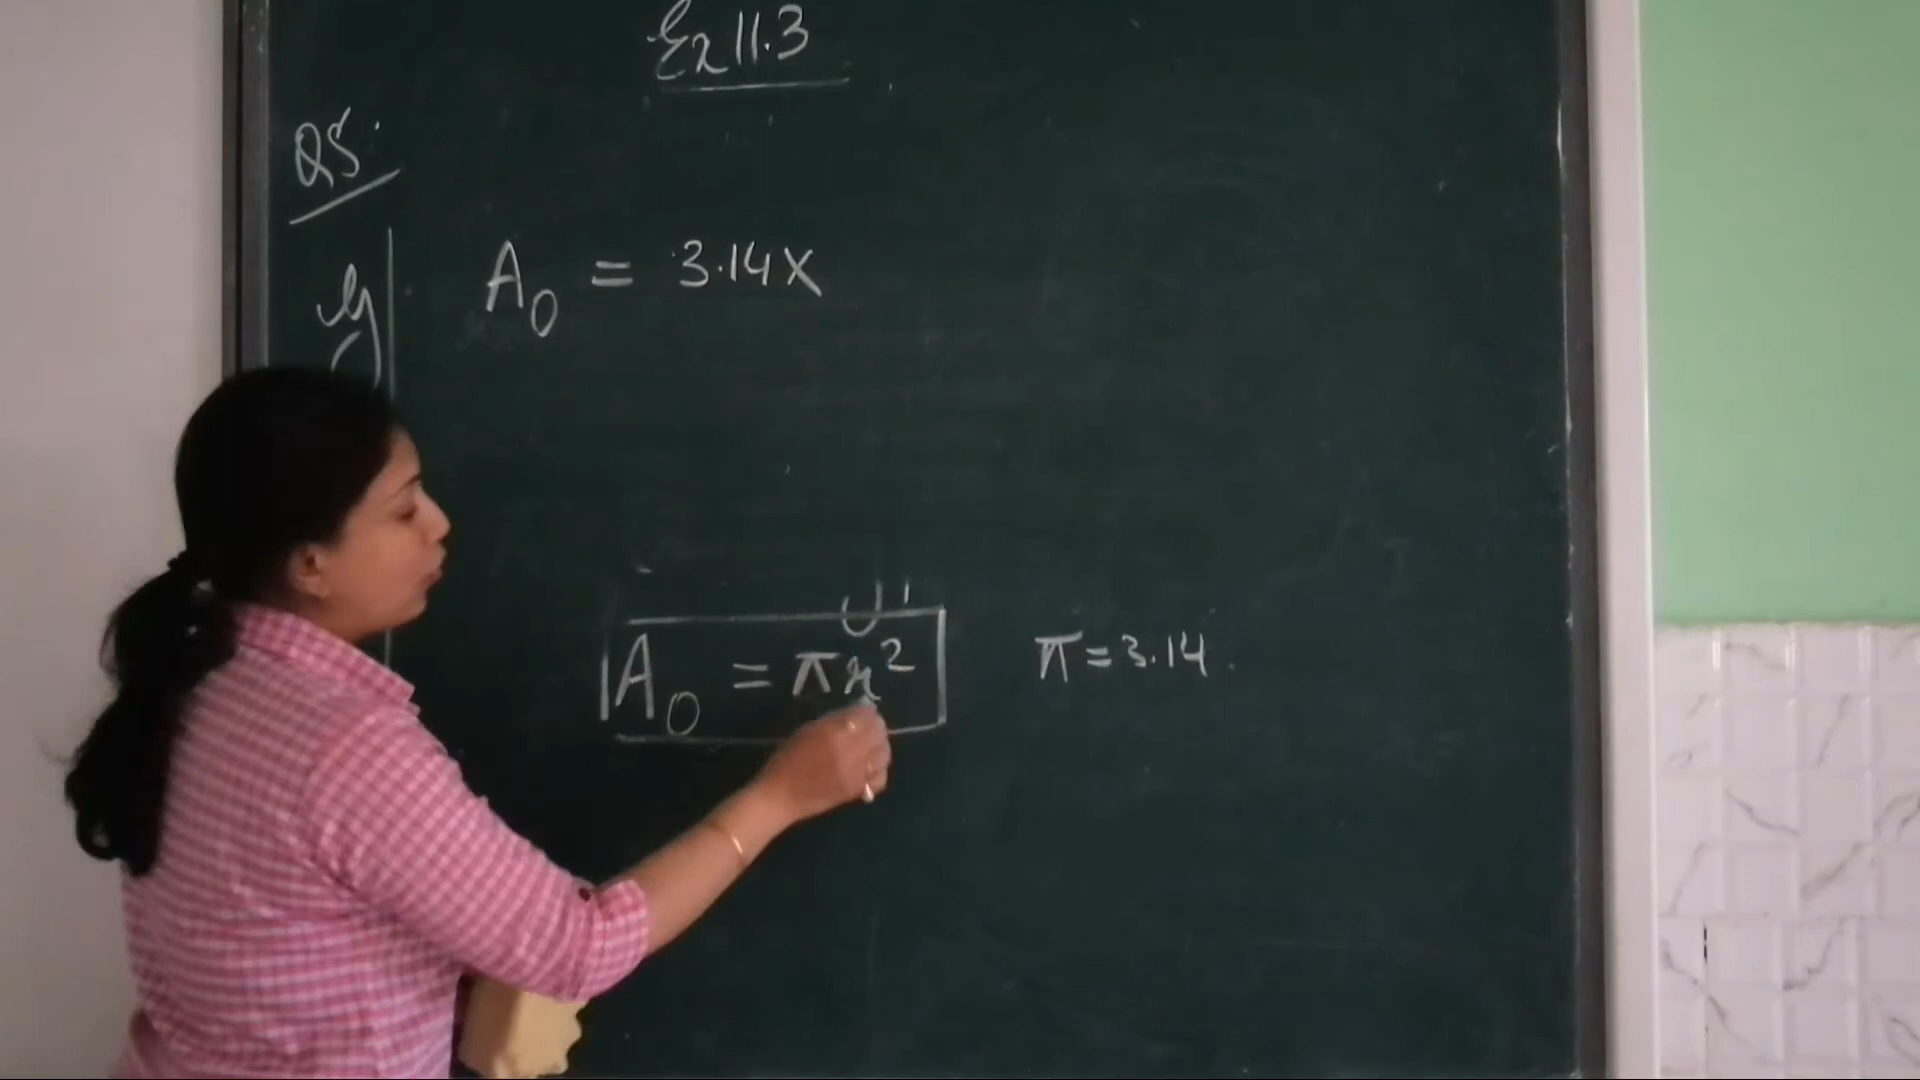 Ex 11.3
Q5.
A₀ = 3.14 x
A₀ = πr²
π = 3.14.